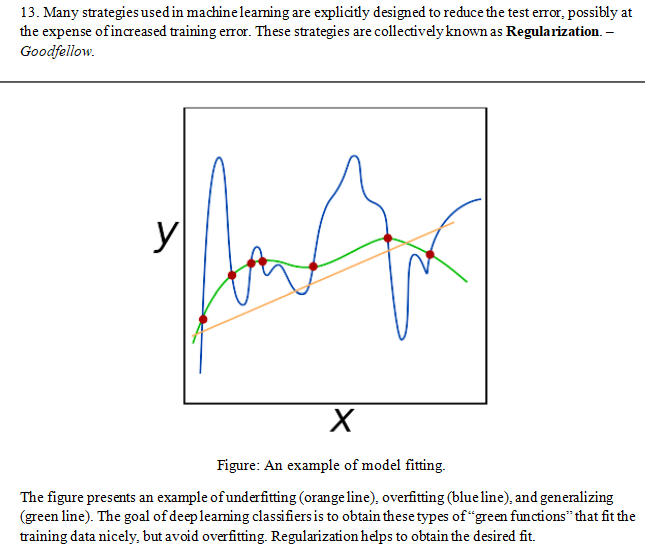 13. Many strategies used in machine learning are explicitly designed to reduce the test error, possibly at
the expense of increased training error. These strategies are collectively known as Regularization. –
Goodfellow.
y
x
Figure: An example of model fitting.
The figure presents an example of underfitting (orange line), overfitting (blue line), and generalizing
(green line). The goal of deep learning classifiers is to obtain these types of “green functions” that fit the
training data nicely, but avoid overfitting. Regularization helps to obtain the desired fit.